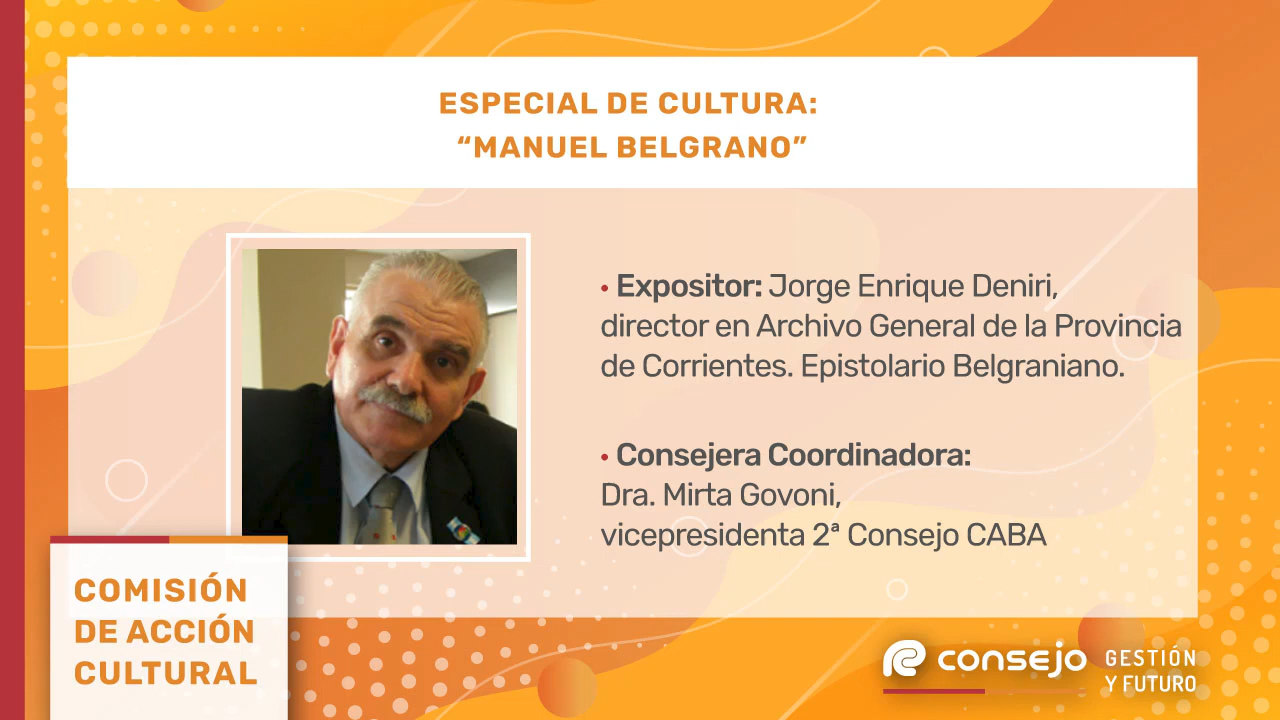 ESPECIAL DE CULTURA:
“MANUEL BELGRANO”
• Expositor: Jorge Enrique Deniri,
director en Archivo General de la Provincia
de Corrientes. Epistolario Belgraniano.
• Consejera Coordinadora:
Dra. Mirta Govoni,
vicepresidenta 2ª Consejo CABA
COMISIÓN
DE ACCIÓN
CULTURAL
consejo
GESTIÓN
Y FUTURO